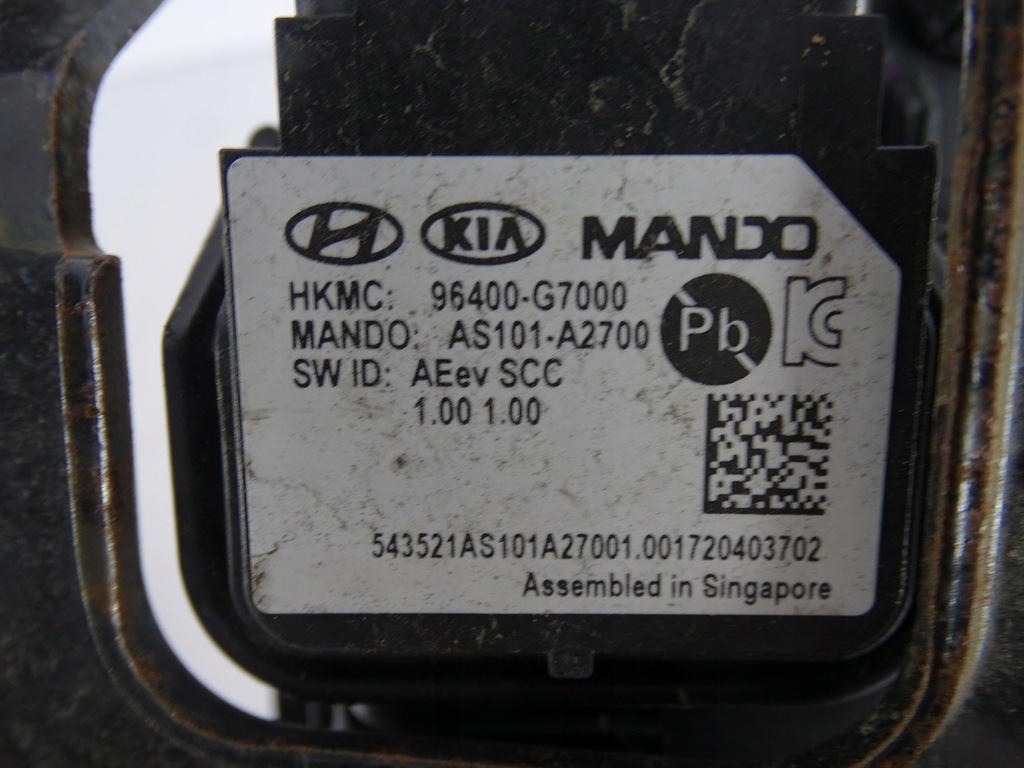 KIA MANDO
HKMC: 96400-G7000
MANDO: AS101-A2700
Pb
SW ID: AEev SCC
1.00 1.00
543521AS101A27001.001720403702
Assembled in Singapore